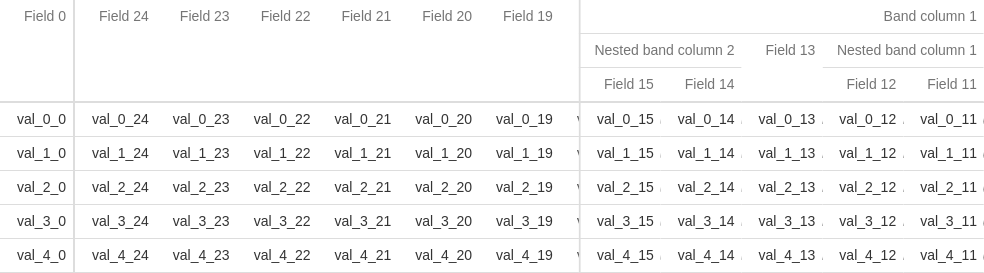 Field 0 Field 24 Field 23 Field 22 Field 21 Field 20 Field 19 Band column 1
Nested band column 2 Field 13 Nested band column 1
Field 15 Field 14 Field 12 Field 11
val_0_0 val_0_24 val_0_23 val_0_22 val_0_21 val_0_20 val_0_19 val_0_15 val_0_14 val_0_13 val_0_12 val_0_11
val_1_0 val_1_24 val_1_23 val_1_22 val_1_21 val_1_20 val_1_19 val_1_15 val_1_14 val_1_13 val_1_12 val_1_11
val_2_0 val_2_24 val_2_23 val_2_22 val_2_21 val_2_20 val_2_19 val_2_15 val_2_14 val_2_13 val_2_12 val_2_11
val_3_0 val_3_24 val_3_23 val_3_22 val_3_21 val_3_20 val_3_19 val_3_15 val_3_14 val_3_13 val_3_12 val_3_11
val_4_0 val_4_24 val_4_23 val_4_22 val_4_21 val_4_20 val_4_19 val_4_15 val_4_14 val_4_13 val_4_12 val_4_11